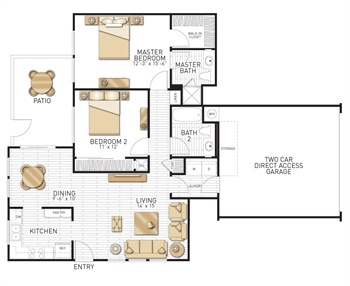 WALK-IN
CLOSET
MASTER
BEDROOM
12'-3" x 15'-6"
MASTER
BATH
PATIO
BEDROOM 2
11' x 12'
BATH
2
STORAGE
TWO CAR
DIRECT ACCESS
GARAGE
LAUNDRY
DINING
9'-6" x 10'
LIVING
14' x 15'
PANTRY
KITCHEN
ENTRY